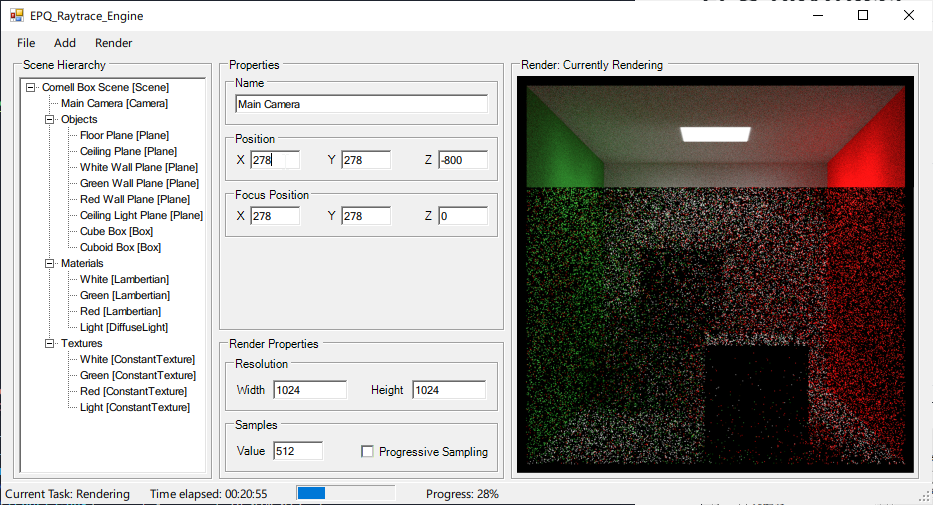 EPQ_Raytrace_Engine
File Add Render
Scene Hierarchy
Cornell Box Scene [Scene]
Main Camera [Camera]
Objects
Floor Plane [Plane]
Ceiling Plane [Plane]
White Wall Plane [Plane]
Green Wall Plane [Plane]
Red Wall Plane [Plane]
Ceiling Light Plane [Plane]
Cube Box [Box]
Cuboid Box [Box]
Materials
White [Lambertian]
Green [Lambertian]
Red [Lambertian]
Light [DiffuseLight]
Textures
White [ConstantTexture]
Green [ConstantTexture]
Red [ConstantTexture]
Light [ConstantTexture]
Properties
Name
Main Camera
Position
X 278 Y 278 Z -800
Focus Position
X 278 Y 278 Z 0
Render Properties
Resolution
Width 1024 Height 1024
Samples
Value 512 Progressive Sampling
Render: Currently Rendering
Current Task: Rendering Time elapsed: 00:20:55 Progress: 28%